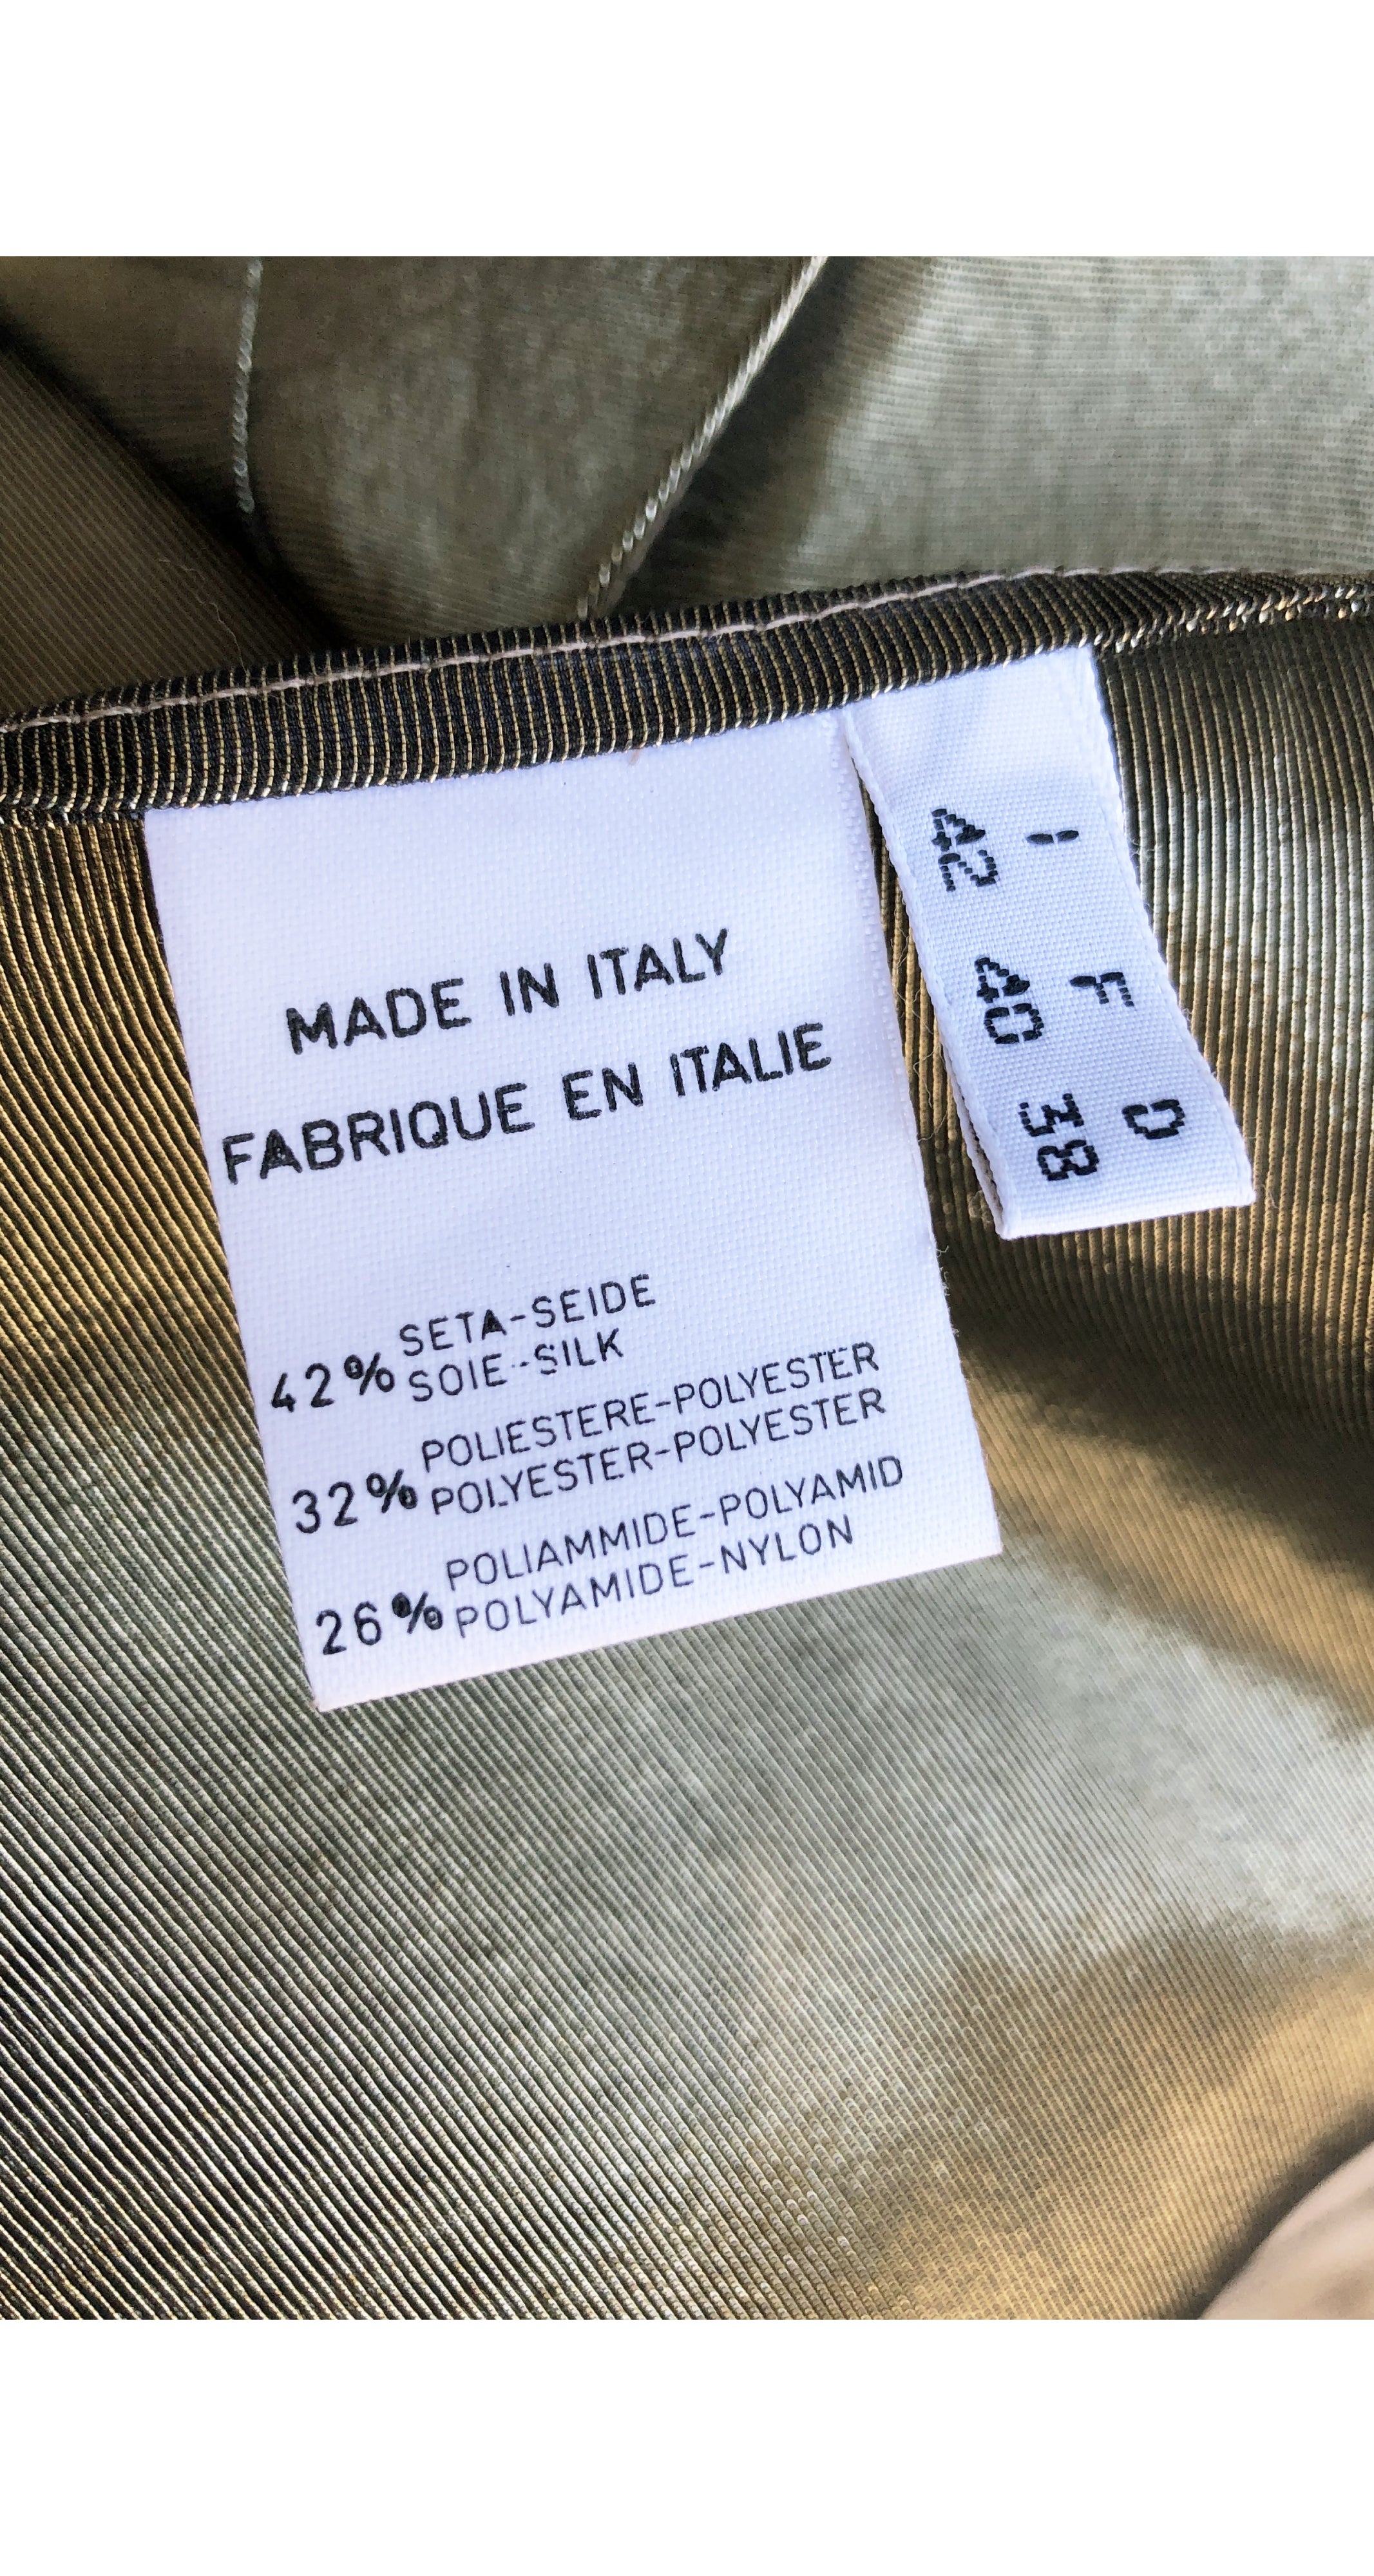 MADE IN ITALY
FABRIQUE EN ITALIE
42% SETA-SEIDE
SOIE-SILK
32% POLIESTERE-POLYESTER
POLYESTER-POLYESTER
26% POLIAMMIDE-POLYAMID
POLYAMIDE-NYLON
I F D
42 40 38